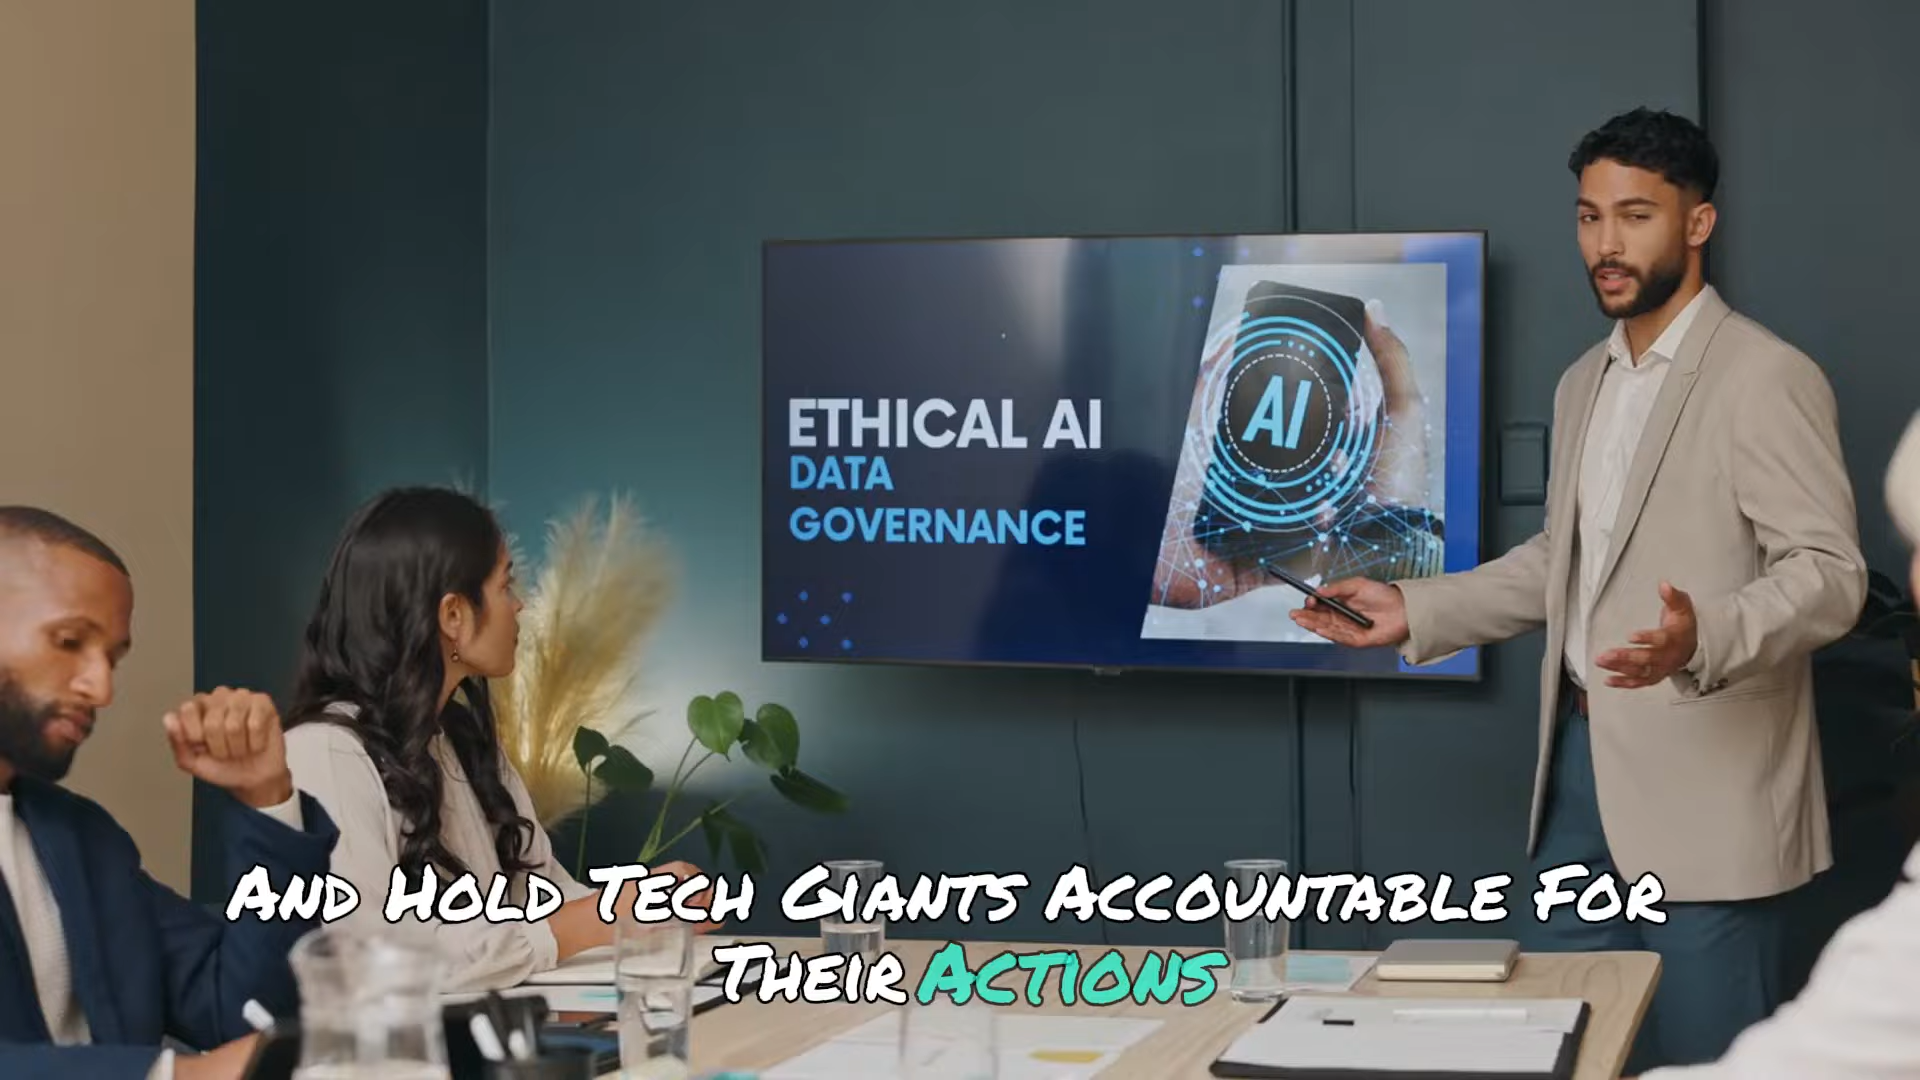 ETHICAL AI
DATA
GOVERNANCE
AI
And Hold Tech Giants Accountable For
Their Actions